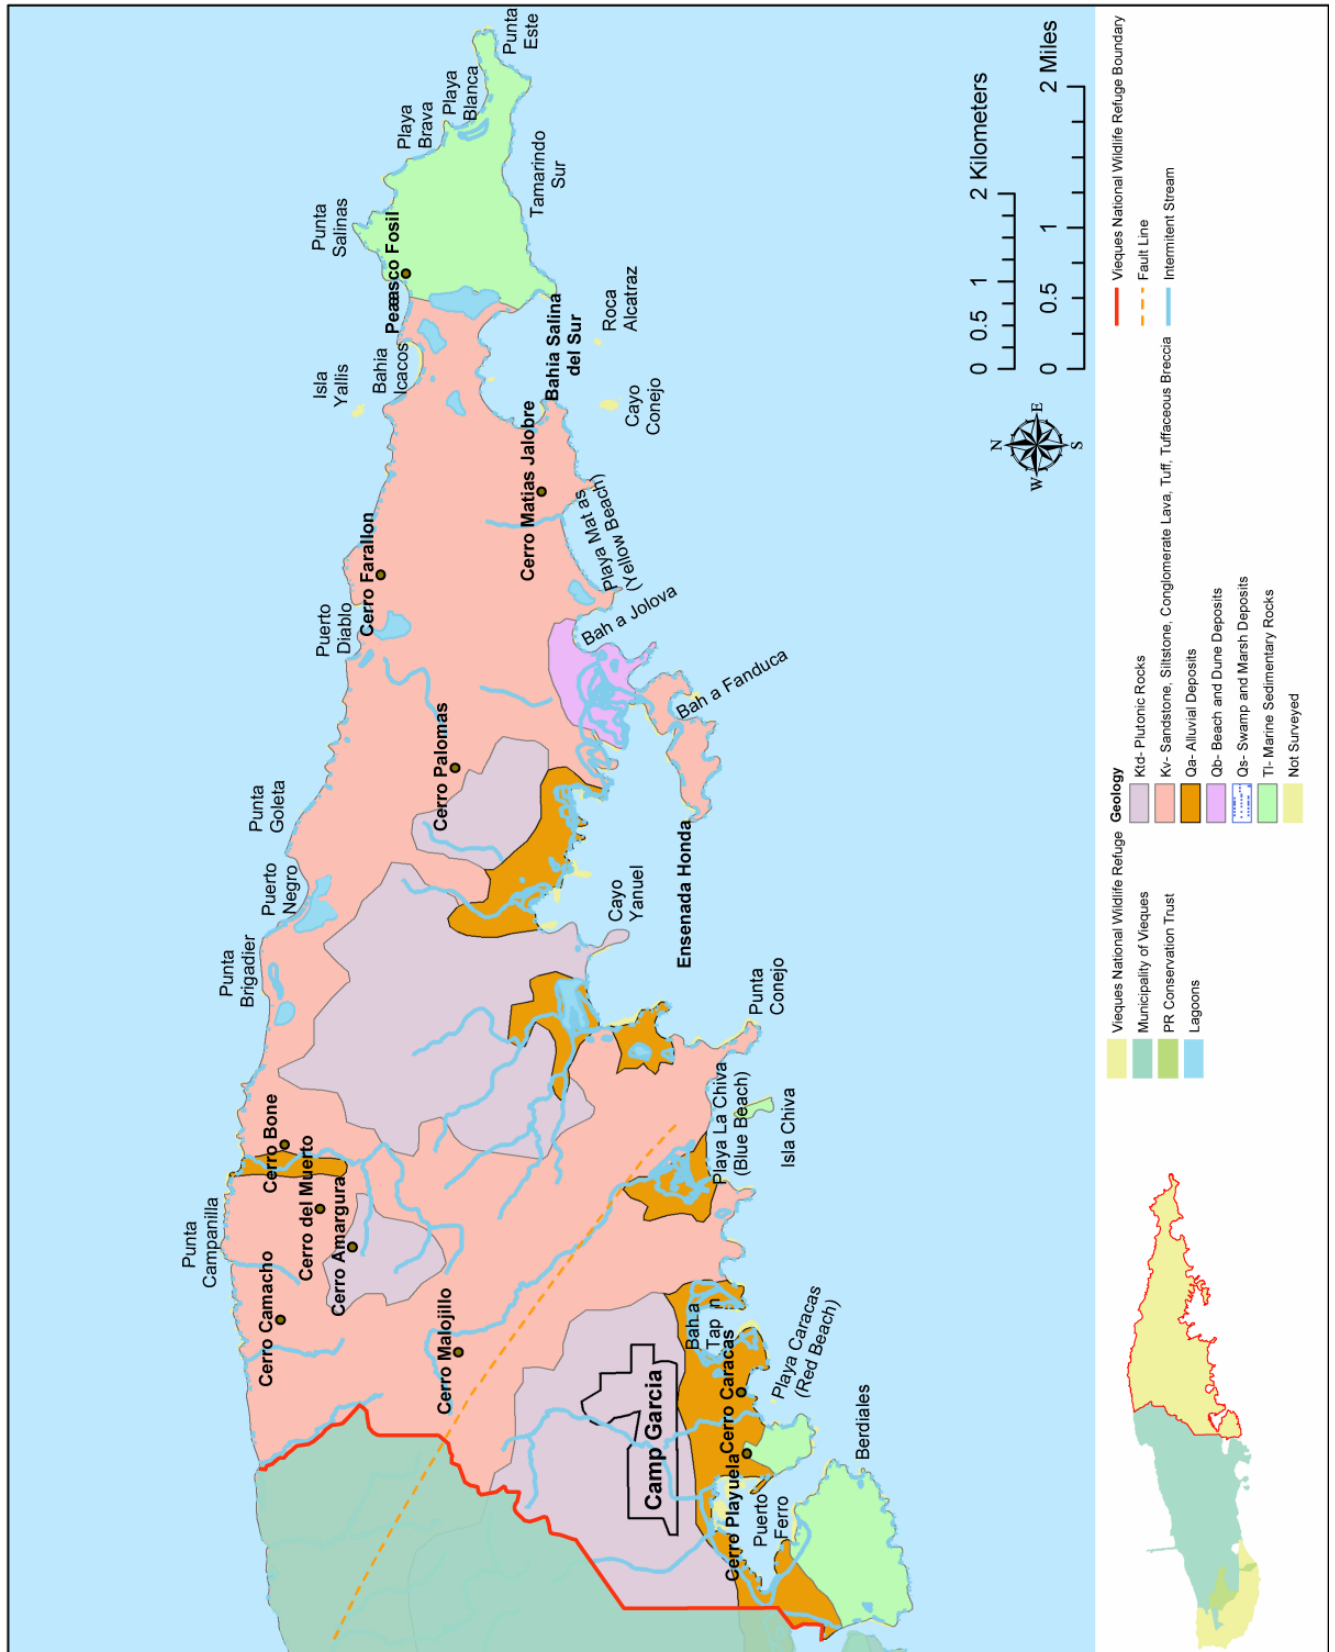 Punta
Este
Playa
Blanca
Playa
Brava
Tamarindo
Sur
Punta
Salinas
Fosil
Roca
Alcatraz
Bahia Salina
del Sur
Isla
Yallis
Bahia
Icacos
Cayo
Conejo
Cerro Matias Jalobre
Playa Mat as
(Yellow Beach)
Cerro Farallon
Puerto
Diablo
Bah a Jolova
Bah a Fanduca
Cerro Palomas
Punta
Goleta
Puerto
Negro
Cayo
Yanuel
Ensenada Honda
Punta
Brigadier
Punta
Conejo
Playa La Chiva
(Blue Beach)
Isla Chiva
Cerro Bone
Cerro del Muerto
Cerro Amargura
Punta
Campanilla
Cerro Camacho
Cerro Malojillo
Bah a
Tap n
Cerro Caracas
Playa Caracas
(Red Beach)
Camp Garcia
Cerro Playuela
Puerto
Ferro
Berdiales
N
W E
S
0 0.5 1 2 Kilometers
0 0.5 1 2 Miles
Vieques National Wildlife Refuge
Municipality of Vieques
PR Conservation Trust
Lagoons
Geology
Ktd- Plutonic Rocks
Kv- Sandstone, Siltstone, Conglomerate Lava, Tuff, Tuffaceous Breccia
Qa- Alluvial Deposits
Qb- Beach and Dune Deposits
Qs- Swamp and Marsh Deposits
Tl- Marine Sedimentary Rocks
Not Surveyed
Vieques National Wildlife Refuge Boundary
Fault Line
Intermitent Stream